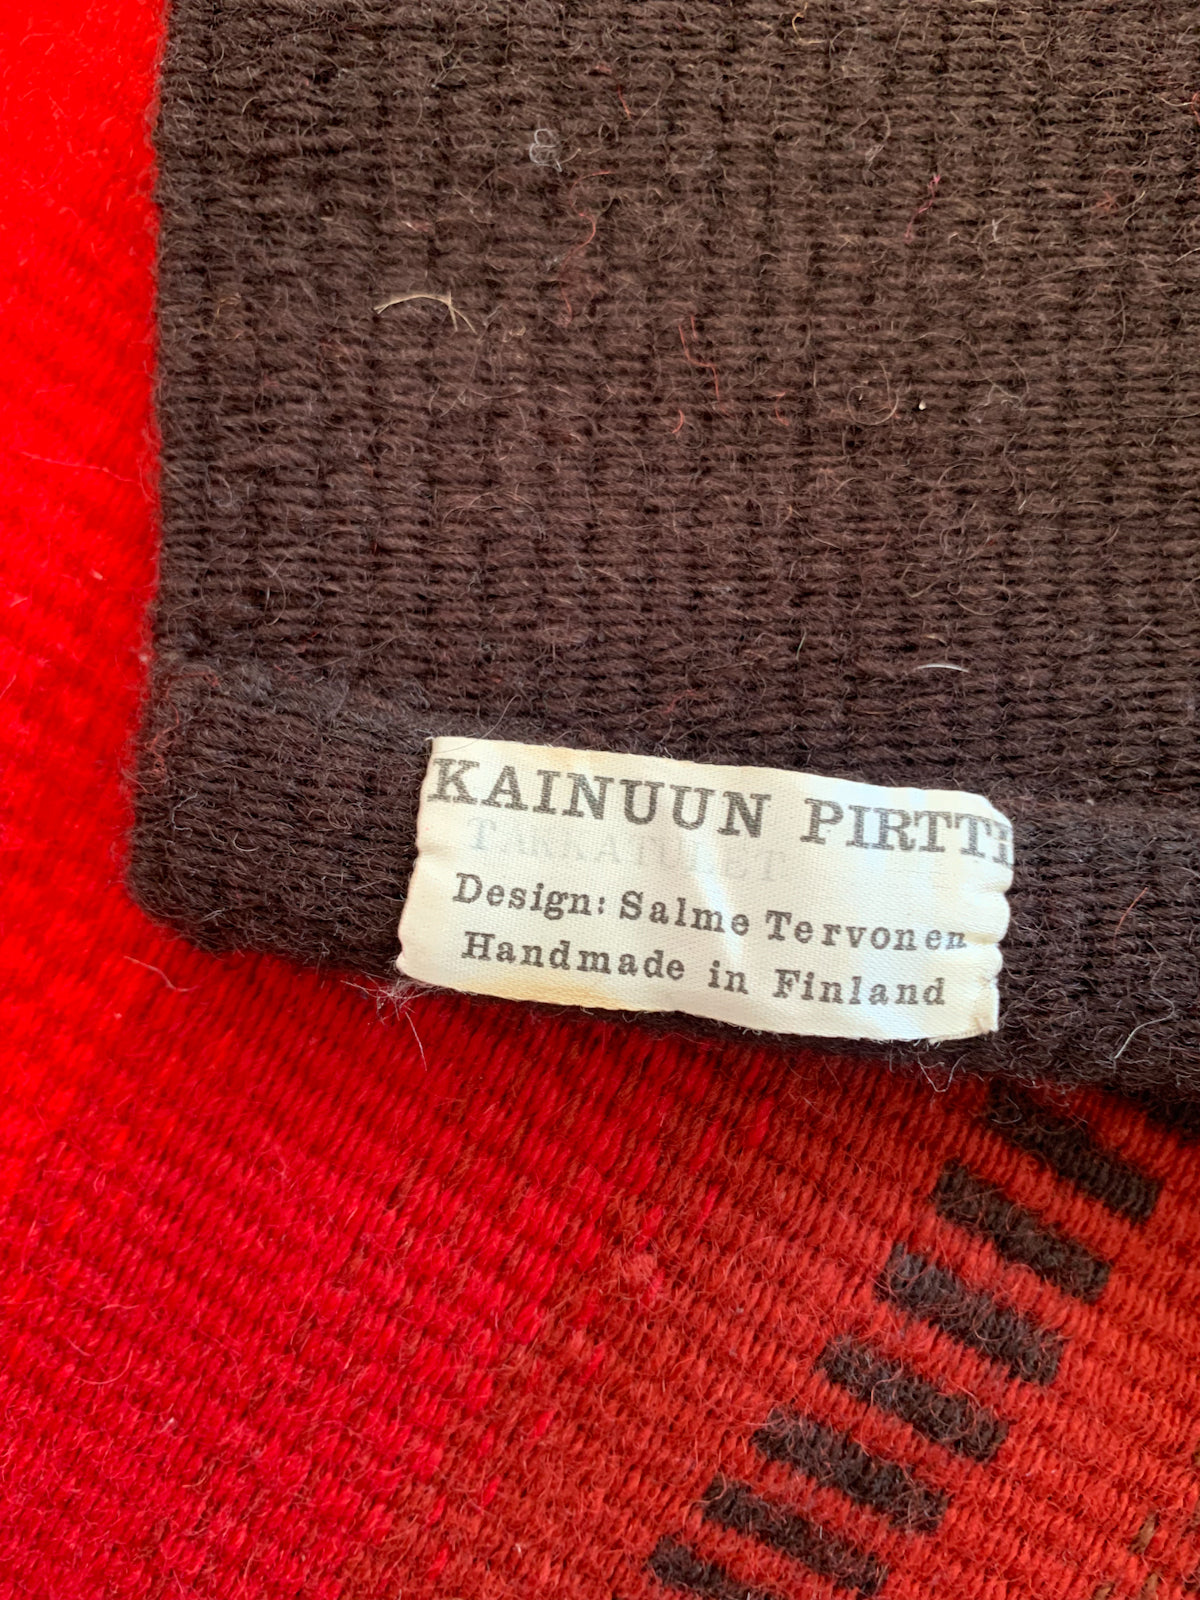 KAINUUN PIRTTI
Design: Salme Tervonen
Handmade in Finland